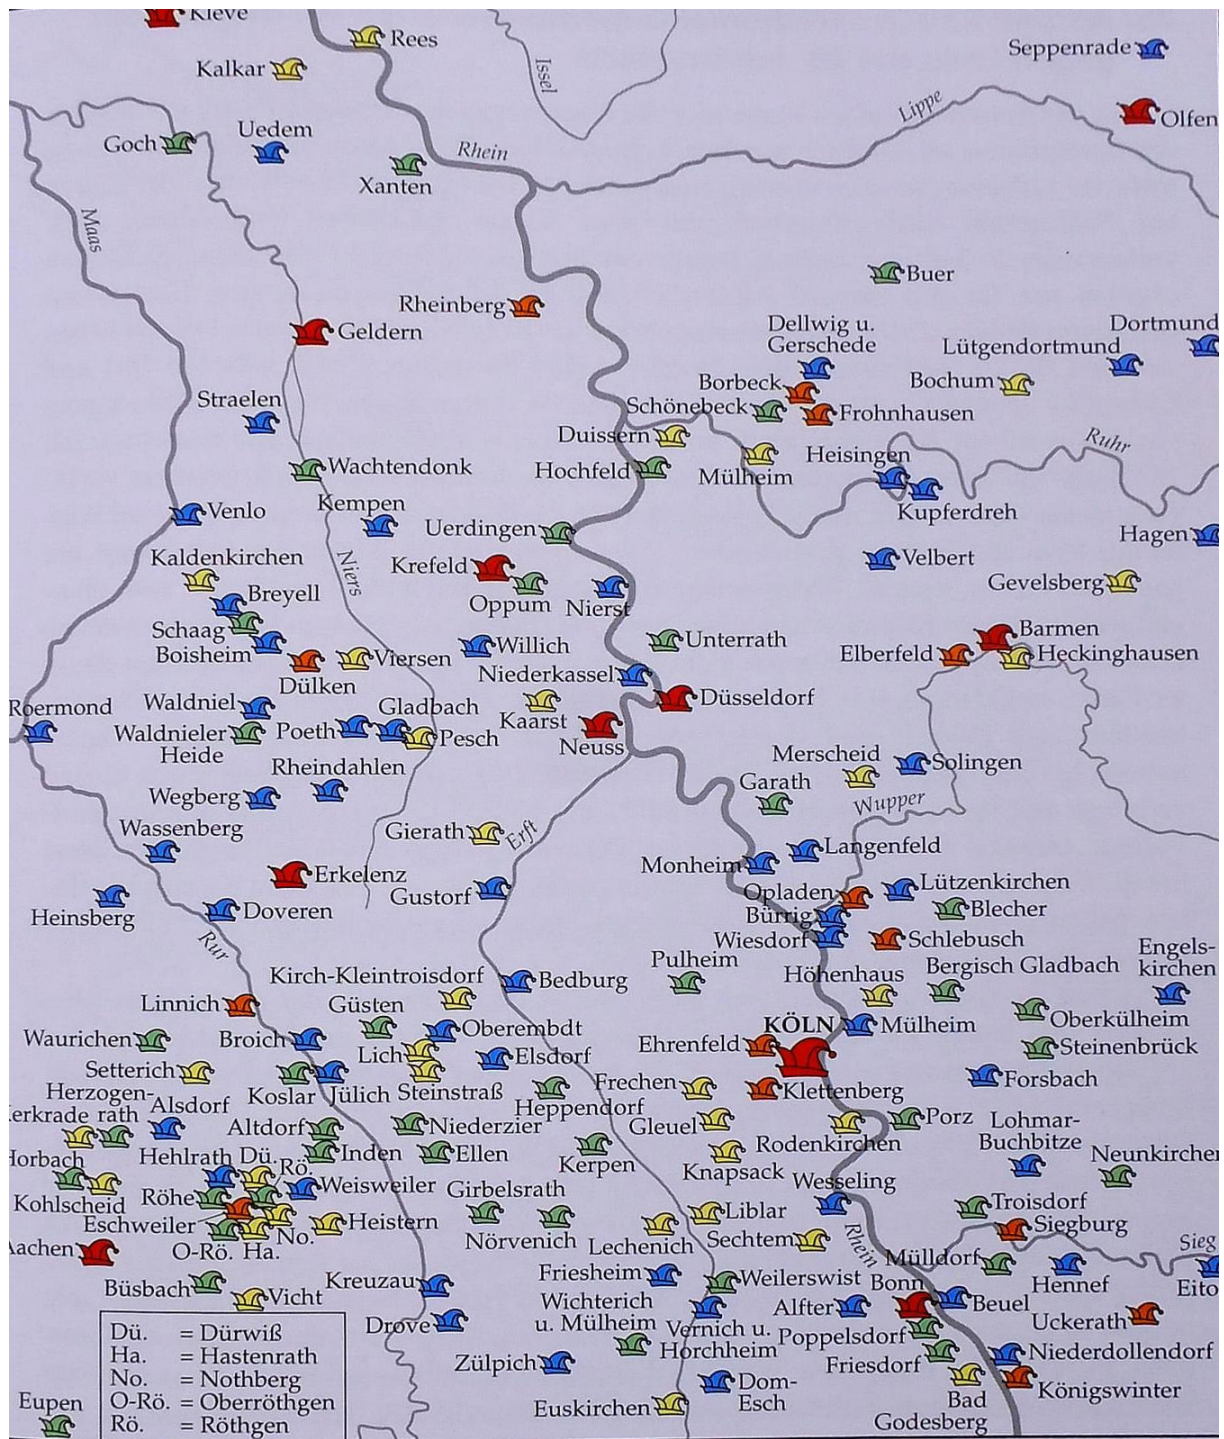 Kleve
Rees
Kalkar
Issel
Seppenrade
Lippe
Olfen
Goch
Uedem
Rhein
Xanten
Maas
Buer
Rheinberg
Geldern
Dellwig u.
Gerschede
Dortmund
Lütgendortmund
Borbeck
Bochum
Straelen
Schönebeck
Frohnhausen
Duissern
Ruhr
Wachtendonk
Hochfeld
Mülheim
Heisingen
Kempen
Venlo
Kupferdreh
Uerdingen
Hagen
Kaldenkirchen
Niers
Krefeld
Velbert
Oppum
Nierst
Gevelsberg
Breyell
Schaag
Boisheim
Willich
Unterrath
Barmen
Elberfeld
Heckinghausen
Dülken
Viersen
Niederkassel
Düsseldorf
Roermond
Waldniel
Gladbach
Kaarst
Waldnieler
Heide
Poeth
Pesch
Neuss
Rheindahlen
Merscheid
Solingen
Garath
Wegberg
Wupper
Wassenberg
Gierath
Erft
Langenfeld
Monheim
Erkelenz
Gustorf
Opladen
Lützenkirchen
Heinsberg
Doveren
Bürrig
Blecher
Wiesdorf
Schlebusch
Rur
Engels-
kirchen
Pulheim
Höhenhaus
Bergisch Gladbach
Kirch-Kleintroisdorf
Bedburg
Linnich
Güsten
Oberkülheim
Waurichen
Broich
Oberembdt
KÖLN
Mülheim
Ehrenfeld
Steinenbrück
Lich
Elsdorf
Setterich
Koslar
Jülich
Steinstraß
Frechen
Klettenberg
Forsbach
Herzogen-
rath
Alsdorf
Heppendorf
Kerkrade
Altdorf
Niederzier
Gleuel
Porz
Lohmar-
Buchbitze
Rodenkirchen
Horbach
Hehlrath
Dü.
Rö.
Inden
Ellen
Kerpen
Knapsack
Neunkirchen
Kohlscheid
Röhe
Weisweiler
Girbelsrath
Wesseling
Eschweiler
No.
Heistern
Nörvenich
Liblar
Troisdorf
O-Rö.
Ha.
Lechenich
Sechtem
Rhein
Siegburg
Aachen
Sieg
Büsbach
Kreuzau
Friesheim
Weilerswist
Bonn
Mülldorf
Hennef
Eito
Vicht
Wichterich
u. Mülheim
Alfter
Beuel
Uckerath
Drove
Vernich u.
Horchheim
Poppelsdorf
Zülpich
Friesdorf
Niederdollendorf
Dom-
Esch
Königswinter
Euskirchen
Bad
Godesberg
Eupen
Dü. = Dürwiß
Ha. = Hastenrath
No. = Nothberg
O-Rö. = Oberröthgen
Rö. = Röthgen